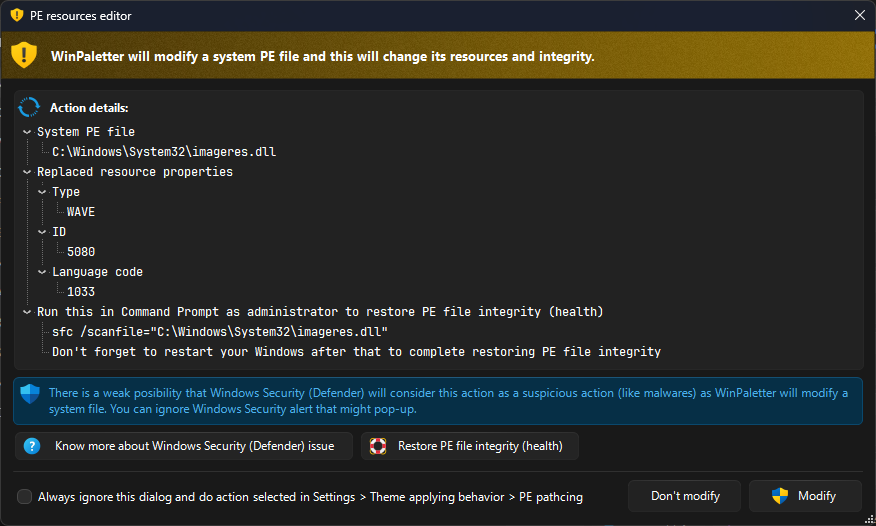 PE resources editor
WinPaletter will modify a system PE file and this will change its resources and integrity.
Action details:
System PE file
C:\Windows\System32\imageres.dll
Replaced resource properties
Type
WAVE
ID
5080
Language code
1033
Run this in Command Prompt as administrator to restore PE file integrity (health)
sfc /scanfile="C:\Windows\System32\imageres.dll"
Don't forget to restart your Windows after that to complete restoring PE file integrity
There is a weak posibility that Windows Security (Defender) will consider this action as a suspicious action (like malwares) as WinPaletter will modify a
system file. You can ignore Windows Security alert that might pop-up.
Know more about Windows Security (Defender) issue
Restore PE file integrity (health)
Always ignore this dialog and do action selected in Settings > Theme applying behavior > PE pathcing
Don't modify
Modify